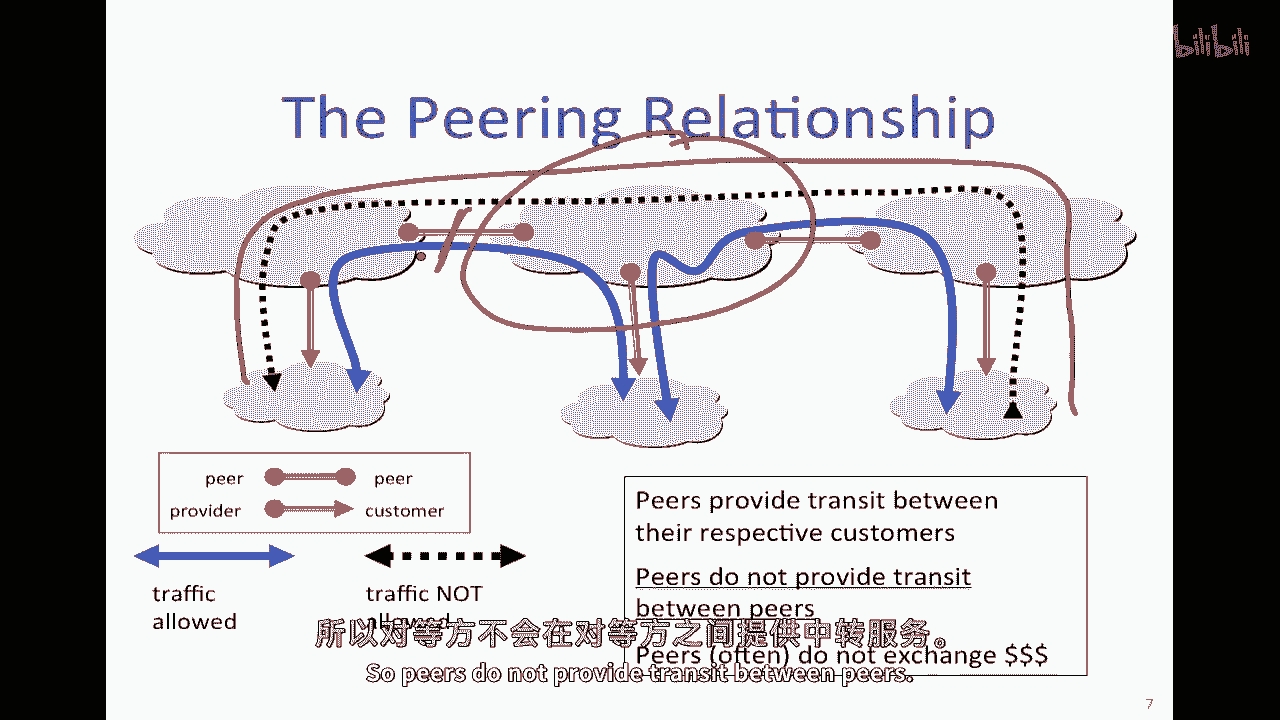 bilibili
The Peering Relationship
peer peer
provider customer
traffic
allowed
traffic NOT
allowed
Peers provide transit between
their respective customers
Peers do not provide transit
between peers
Peers (often) do not exchange $$$
所以对等方不会在对等方之间提供中转服务。
So peers do not provide transit between peers.
7